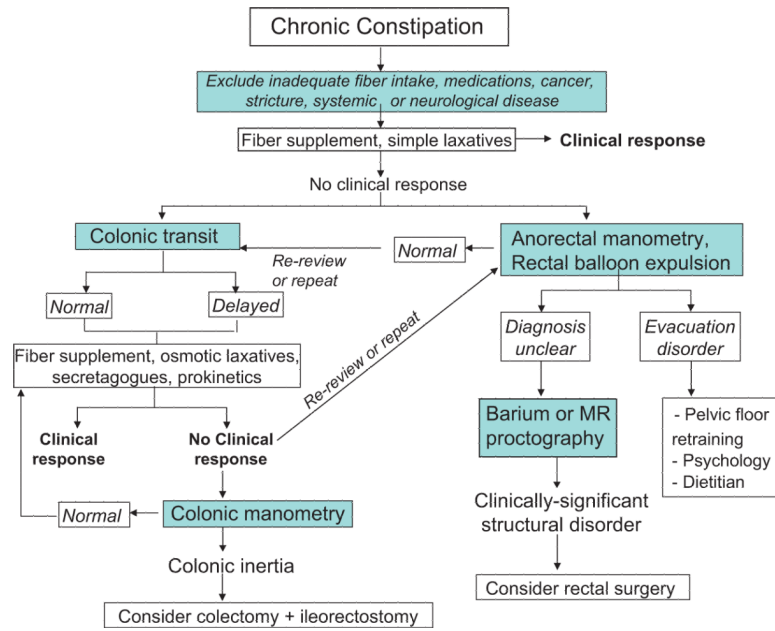 Chronic Constipation
Exclude inadequate fiber intake, medications, cancer,
stricture, systemic or neurological disease
Fiber supplement, simple laxatives
Clinical response
No clinical response
Colonic transit
Re-review
or repeat
Normal
Anorectal manometry,
Rectal balloon expulsion
Normal
Delayed
Fiber supplement, osmotic laxatives,
secretagogues, prokinetics
Re-review or repeat
Clinical
response
No Clinical
response
Normal
Colonic manometry
Colonic inertia
Consider colectomy + ileorectostomy
Diagnosis
unclear
Evacuation
disorder
Barium or MR
proctography
- Pelvic floor
retraining
- Psychology
- Dietitian
Clinically-significant
structural disorder
Consider rectal surgery